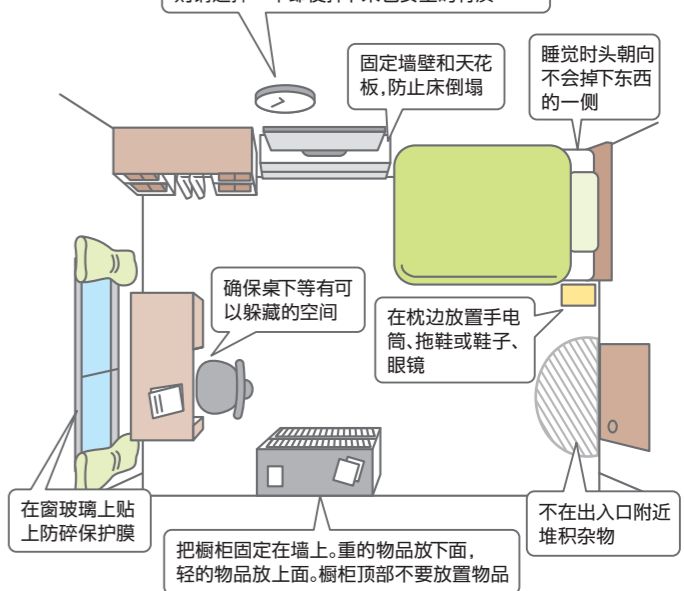 固定墙壁和天花
板,防止床倒塌
睡觉时头朝向
不会掉下东西
的一侧
确保桌下等有可
以躲藏的空间
在枕边放置手电
筒、拖鞋或鞋子、
眼镜
在窗玻璃上贴
上防碎保护膜
把橱柜固定在墙上。重的物品放下面,
轻的物品放上面。橱柜顶部不要放置物品
不在出入口附近
堆积杂物